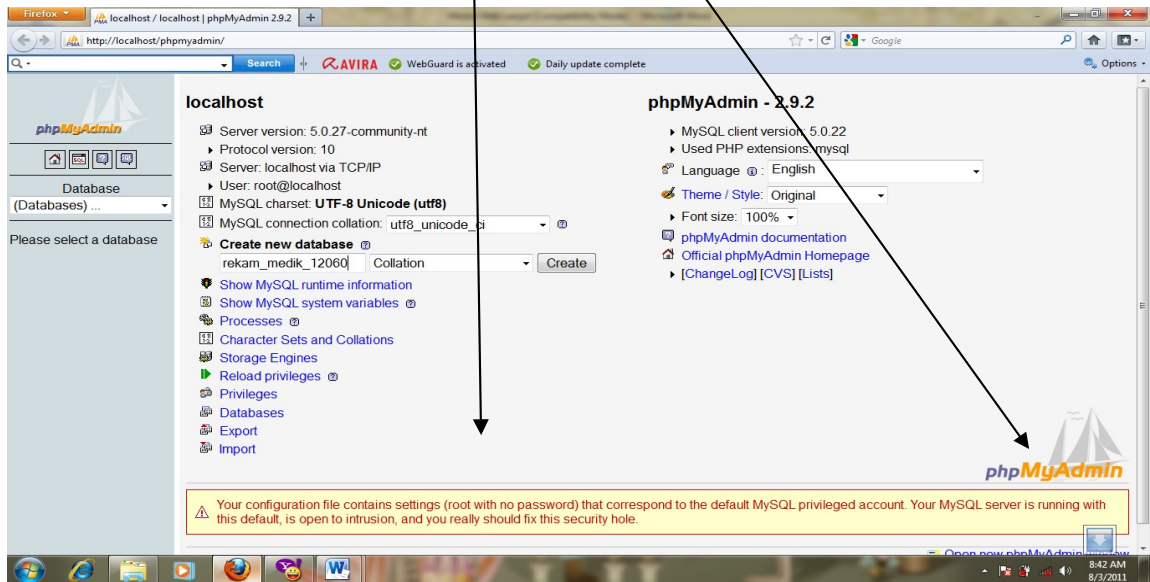 Firefox
localhost / localhost | phpMyAdmin 2.9.2
http://localhost/phpmyadmin/
Google
Search
AVIRA
WebGuard is activated
Daily update complete
Options
phpMyAdmin
Database
(Databases) ...
Please select a database
localhost
Server version: 5.0.27-community-nt
Protocol version: 10
Server: localhost via TCP/IP
User: root@localhost
MySQL charset: UTF-8 Unicode (utf8)
MySQL connection collation: utf8_unicode_ci
Create new database
rekam_medik_12060 Collation Create
Show MySQL runtime information
Show MySQL system variables
Processes
Character Sets and Collations
Storage Engines
Reload privileges
Privileges
Databases
Export
Import
phpMyAdmin - 2.9.2
MySQL client version: 5.0.22
Used PHP extensions: mysql
Language : English
Theme / Style: Original
Font size: 100%
phpMyAdmin documentation
Official phpMyAdmin Homepage
[ChangeLog] [CVS] [Lists]
phpMyAdmin
Your configuration file contains settings (root with no password) that correspond to the default MySQL privileged account. Your MySQL server is running with
this default, is open to intrusion, and you really should fix this security hole.
Open new phpMyAdmin window
8:42 AM
8/3/2011